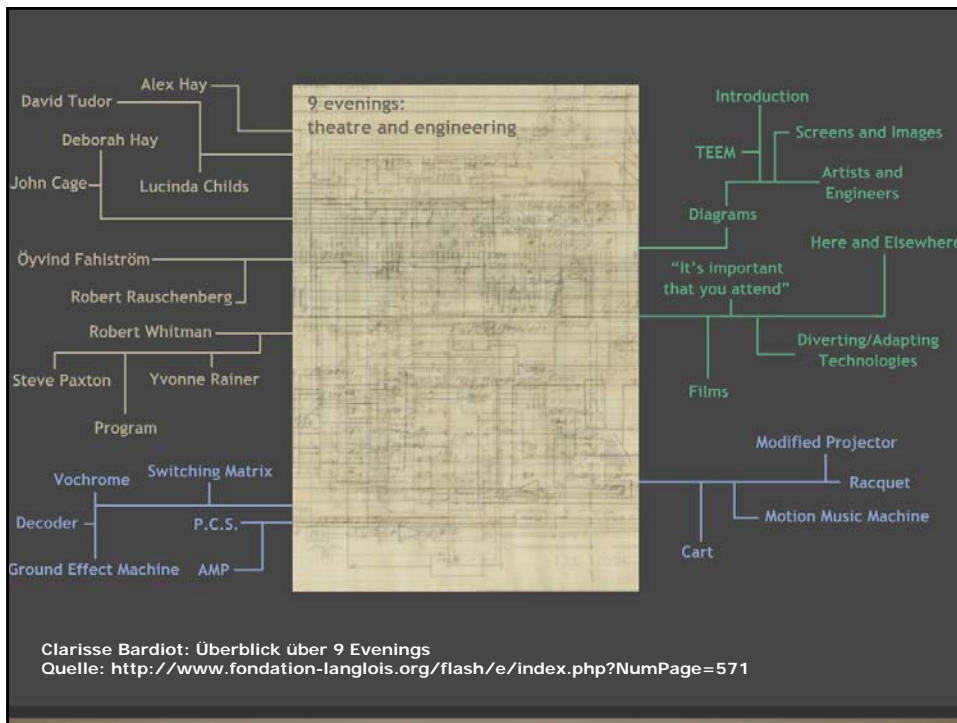 Alex Hay
David Tudor
Deborah Hay
John Cage
Lucinda Childs
Öyvind Fahlström
Robert Rauschenberg
Robert Whitman
Steve Paxton
Yvonne Rainer
Program
Switching Matrix
Vochrome
Decoder
P.C.S.
Ground Effect Machine
AMP
9 evenings:
theatre and engineering
Introduction
Screens and Images
TEEM
Artists and
Engineers
Diagrams
Here and Elsewhere
“It's important
that you attend”
Diverting/Adapting
Technologies
Films
Modified Projector
Racquet
Motion Music Machine
Cart
Clarisse Bardiot: Überblick über 9 Evenings
Quelle: http://www.fondation-langlois.org/flash/e/index.php?NumPage=571